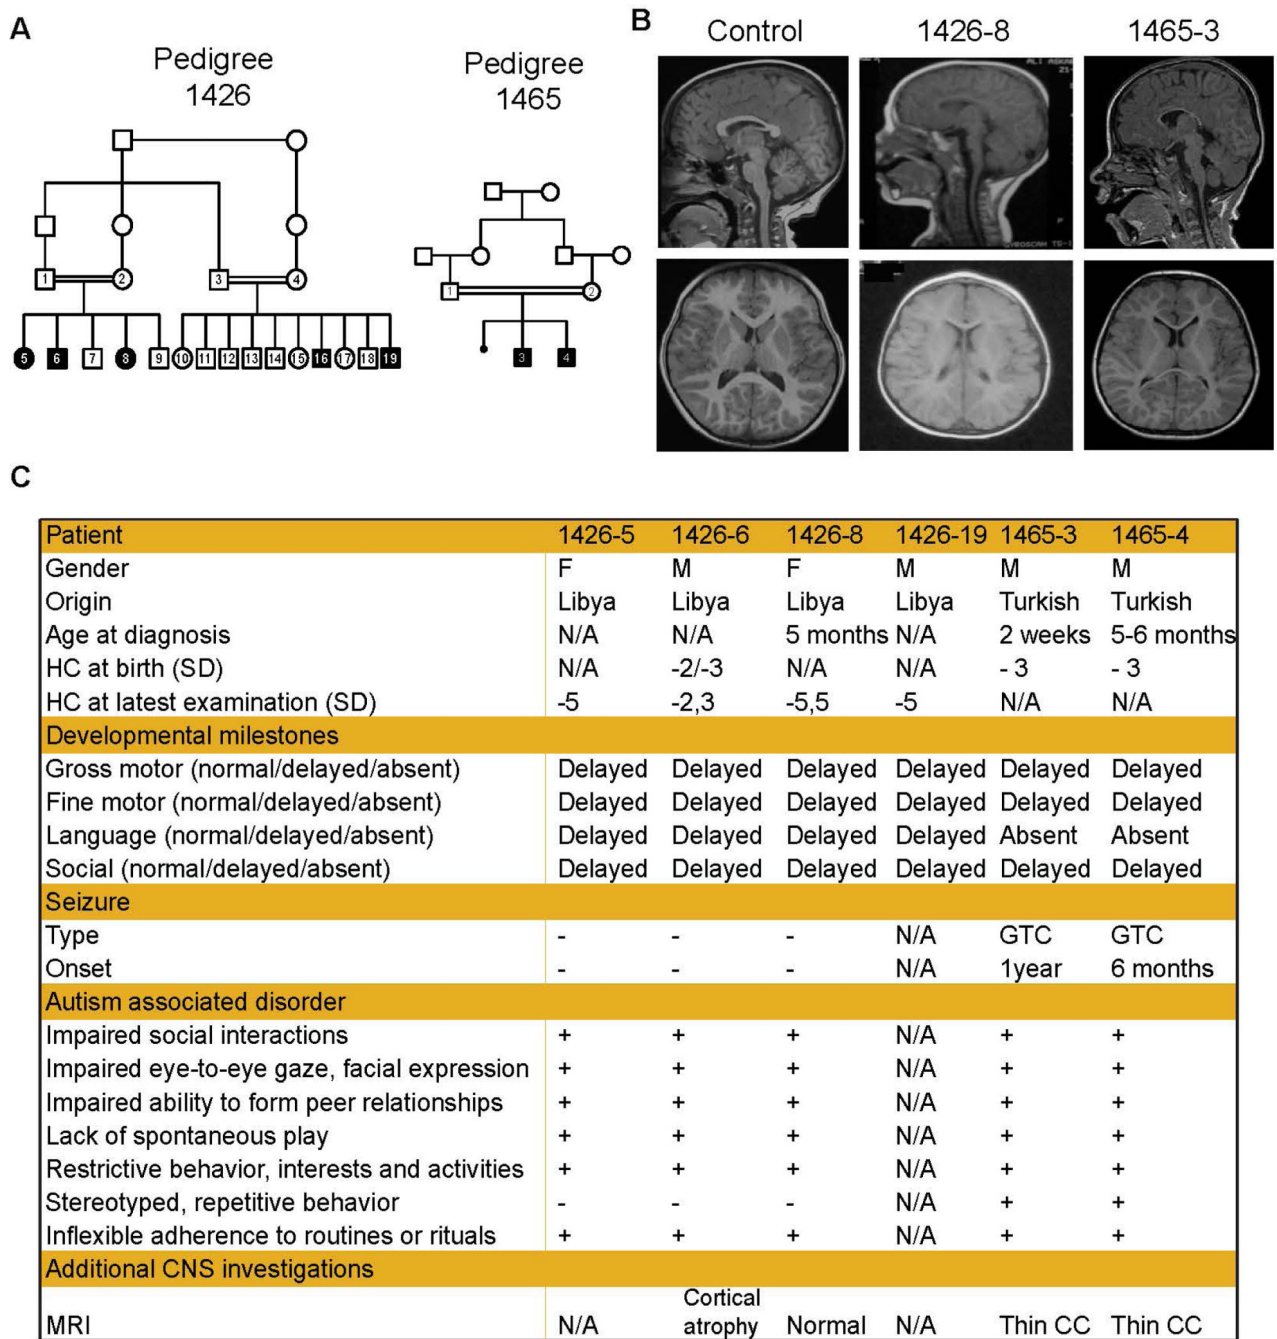 A
Pedigree
1426
Pedigree
1465
1 2 3 4
5 6 7 8 9 10 11 12 13 14 15 16 17 18 19
1 2
3 4
B
Control 1426-8 1465-3
C
Patient 1426-5 1426-6 1426-8 1426-19 1465-3 1465-4
Gender F M F M M M
Origin Libya Libya Libya Libya Turkish Turkish
Age at diagnosis N/A N/A 5 months N/A 2 weeks 5-6 months
HC at birth (SD) N/A -2/-3 N/A N/A - 3 - 3
HC at latest examination (SD) -5 -2,3 -5,5 -5 N/A N/A
Developmental milestones
Gross motor (normal/delayed/absent) Delayed Delayed Delayed Delayed Delayed Delayed
Fine motor (normal/delayed/absent) Delayed Delayed Delayed Delayed Delayed Delayed
Language (normal/delayed/absent) Delayed Delayed Delayed Delayed Absent Absent
Social (normal/delayed/absent) Delayed Delayed Delayed Delayed Delayed Delayed
Seizure
Type - - - N/A GTC GTC
Onset - - - N/A 1year 6 months
Autism associated disorder
Impaired social interactions + + + N/A + +
Impaired eye-to-eye gaze, facial expression + + + N/A + +
Impaired ability to form peer relationships + + + N/A + +
Lack of spontaneous play + + + N/A + +
Restrictive behavior, interests and activities + + + N/A + +
Stereotyped, repetitive behavior - - - N/A + +
Inflexible adherence to routines or rituals + + + N/A + +
Additional CNS investigations
MRI N/A Cortical atrophy Normal N/A Thin CC Thin CC